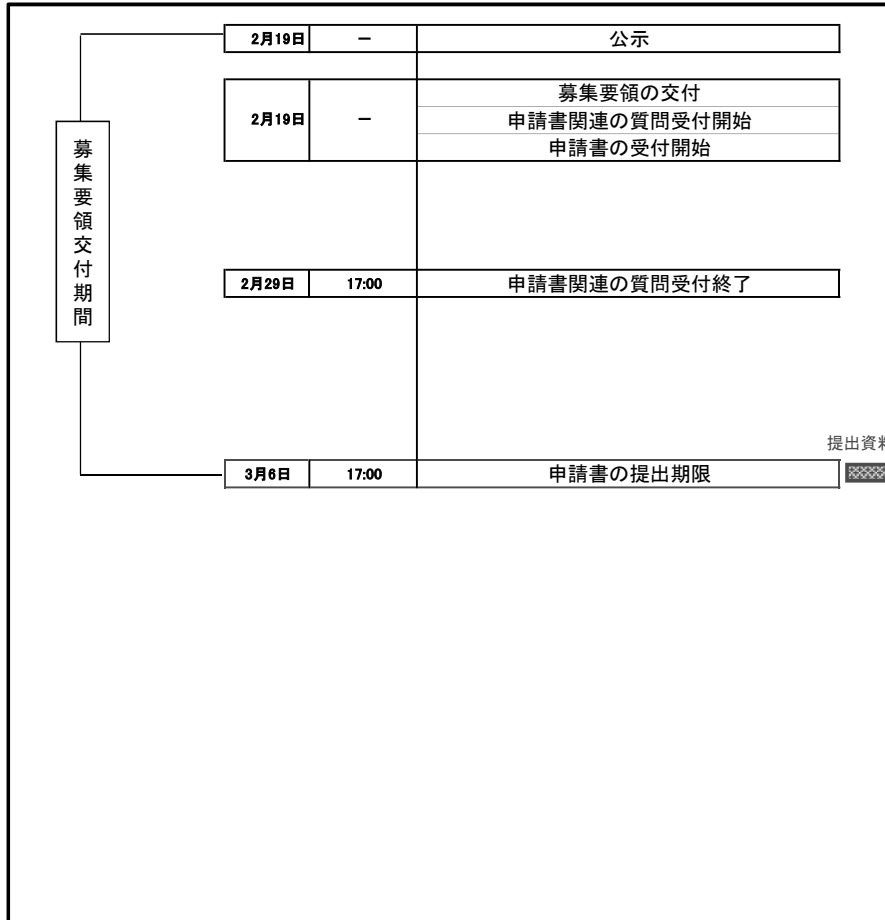 2月19日 － 公示
募集要領の交付
2月19日 － 申請書関連の質問受付開始
申請書の受付開始
募集要領交付期間
2月29日 17:00 申請書関連の質問受付終了
提出資料
3月6日 17:00 申請書の提出期限